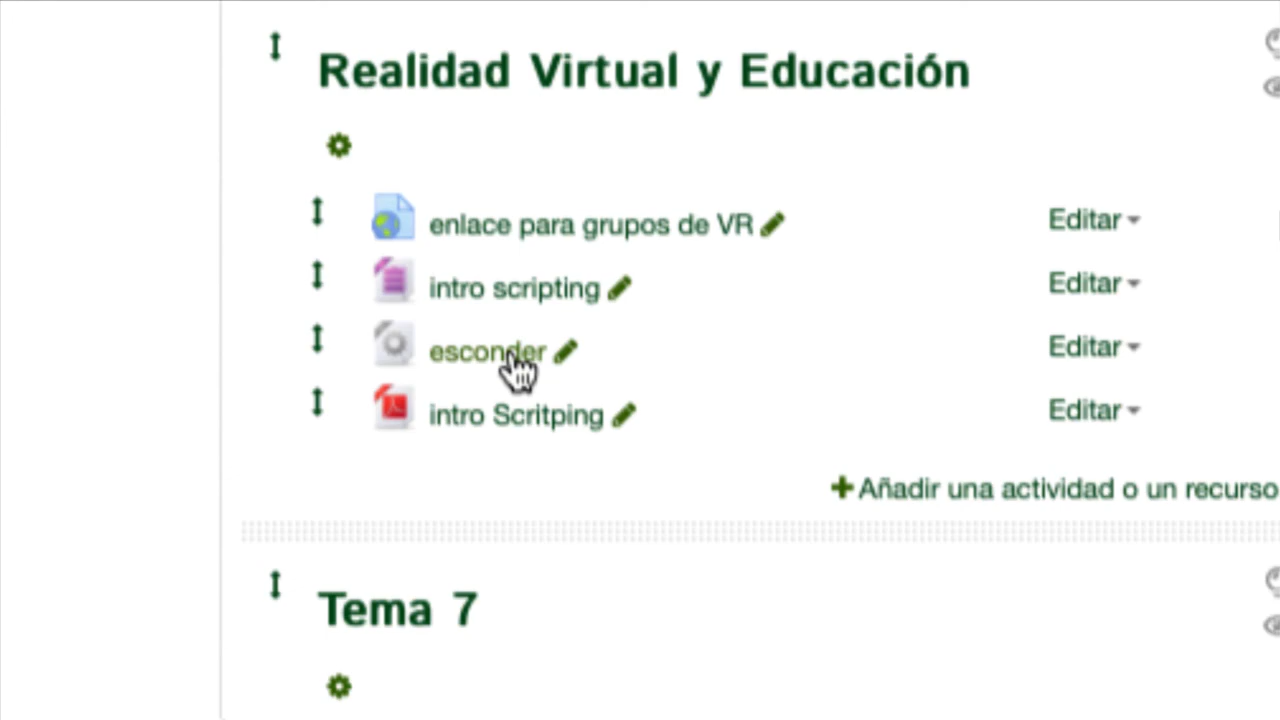 Realidad Virtual y Educación
enlace para grupos de VR Editar
intro scripting Editar
esconder Editar
intro Scritping Editar
Añadir una actividad o un recurso
Tema 7